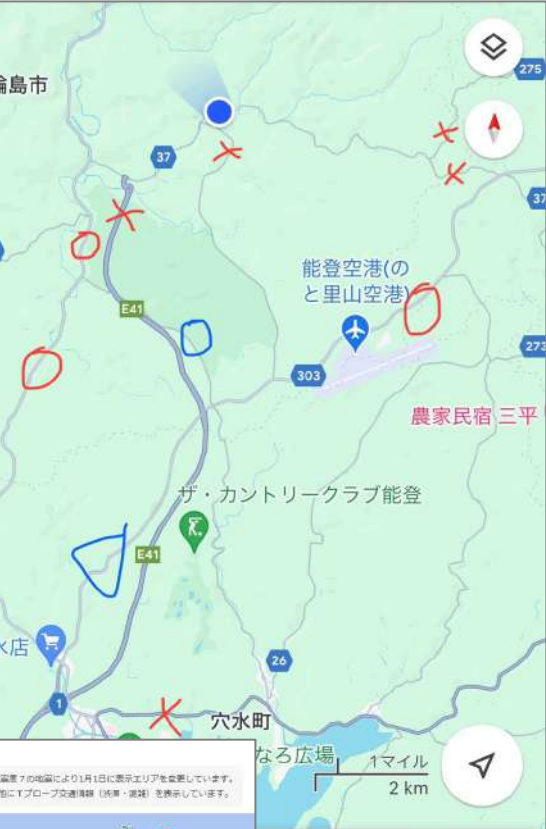 輪島市
275
37
37
能登空港(の
と里山空港)
E41
303
273
農家民宿 三平
ザ・カントリークラブ能登
E41
水店
26
1
穴水町
なろ広場
1マイル
2 km
震度7の地震により1月1日に表示エリアを変更しています。
他にTプローブ交通情報(渋滞・混雑)を表示しています。